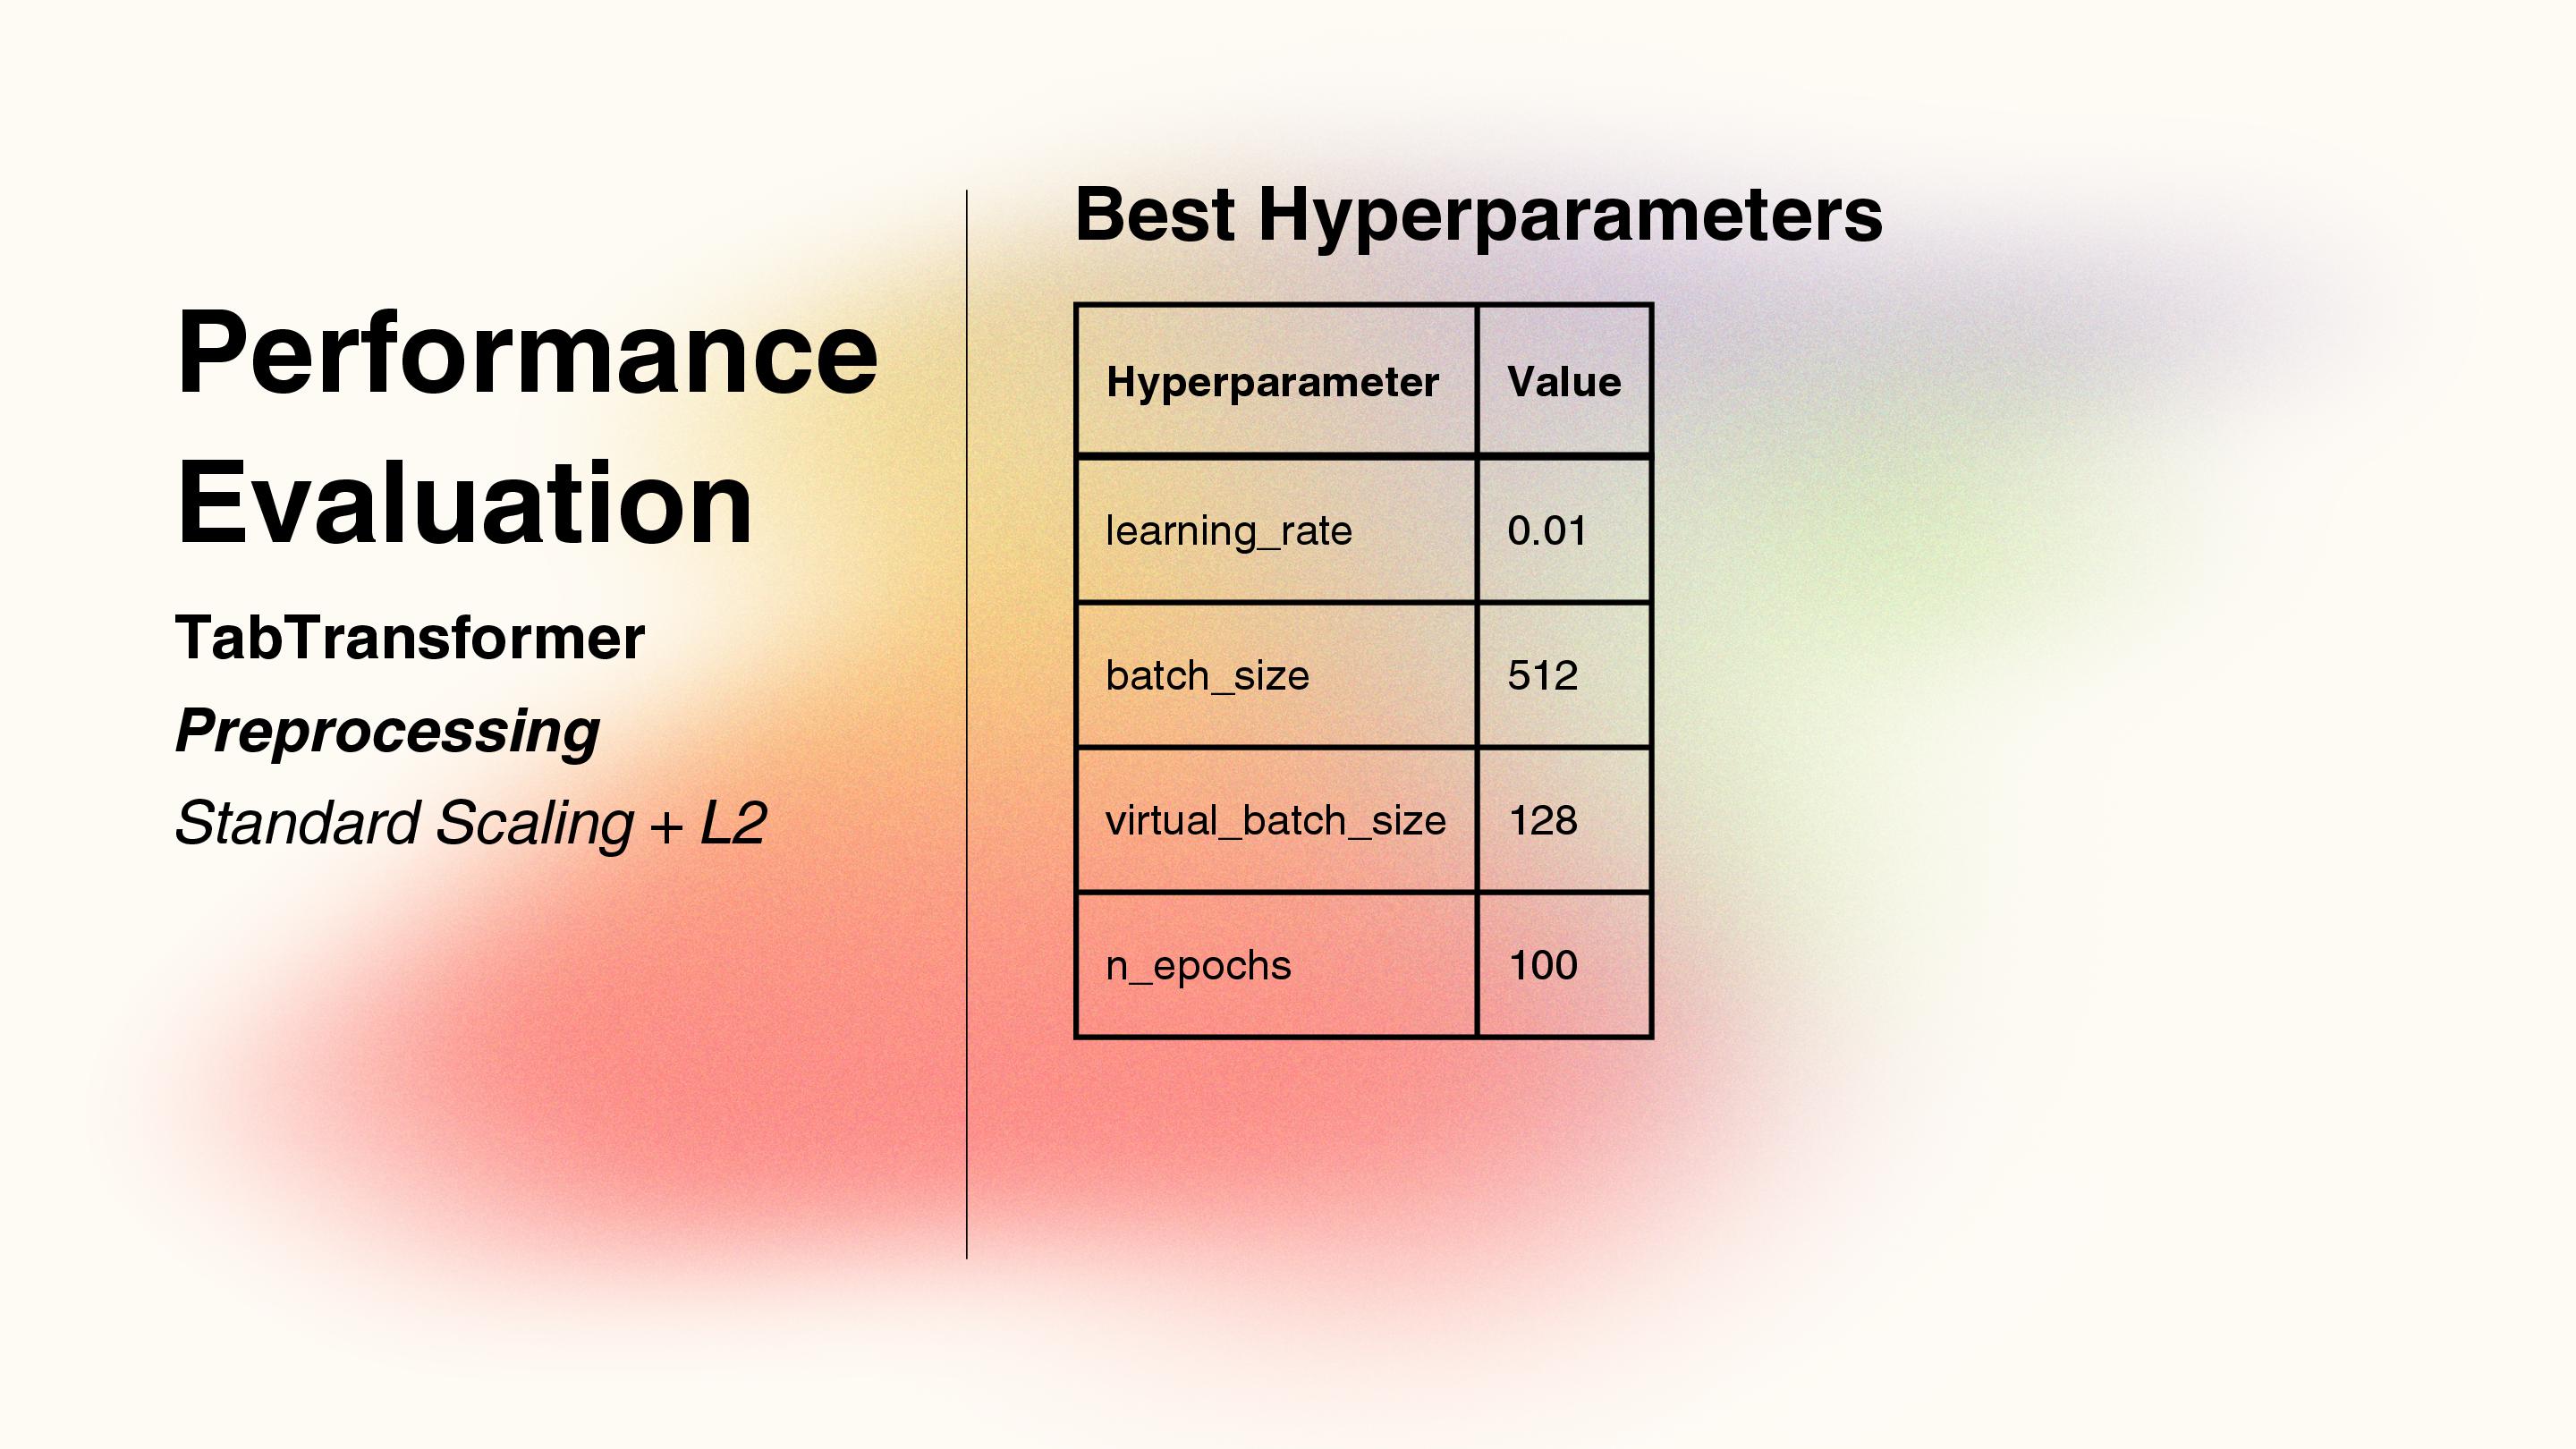 Performance
Evaluation
TabTransformer
Preprocessing
Standard Scaling + L2
Best Hyperparameters
Hyperparameter Value
learning_rate 0.01
batch_size 512
virtual_batch_size 128
n_epochs 100